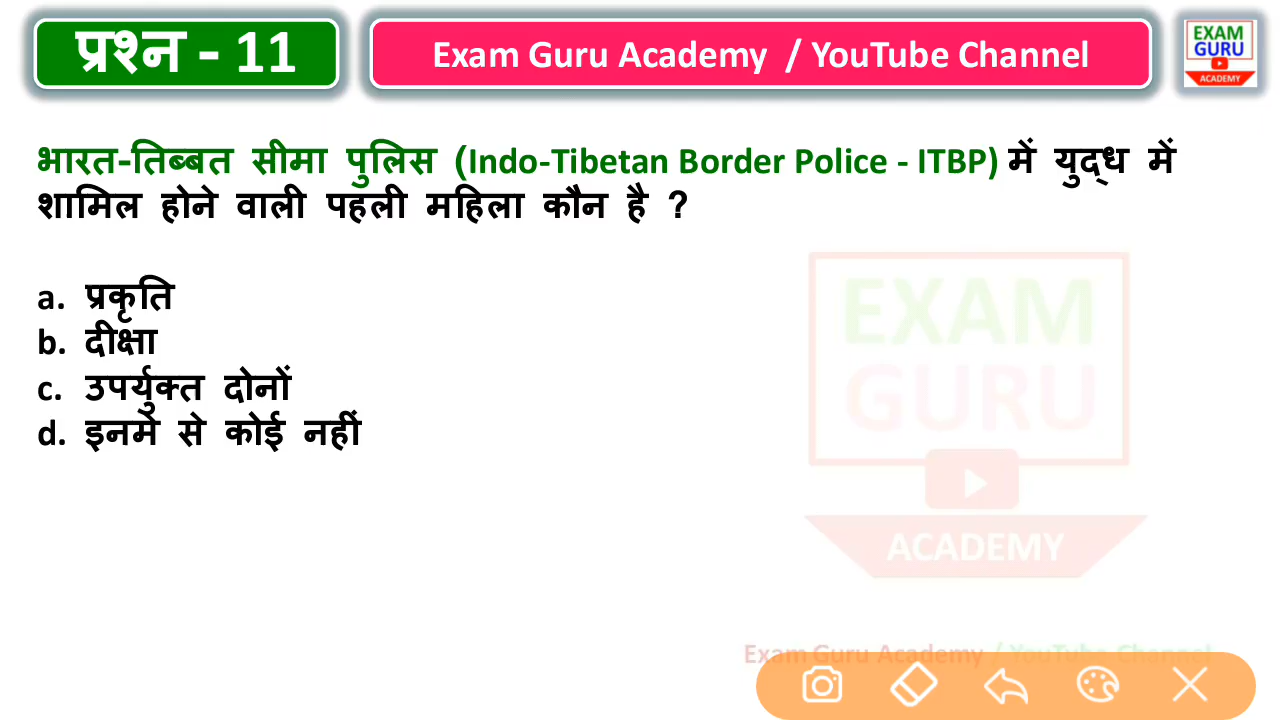 प्रश्न - 11
Exam Guru Academy / YouTube Channel
EXAM
GURU
ACADEMY
भारत-तिब्बत सीमा पुलिस (Indo-Tibetan Border Police - ITBP) में युद्ध में
शामिल होने वाली पहली महिला कौन है ?
a. प्रकृति
b. दीक्षा
c. उपर्युक्त दोनों
d. इनमे से कोई नहीं
EXAM
GURU
ACADEMY
Exam Guru Academy / YouTube Channel